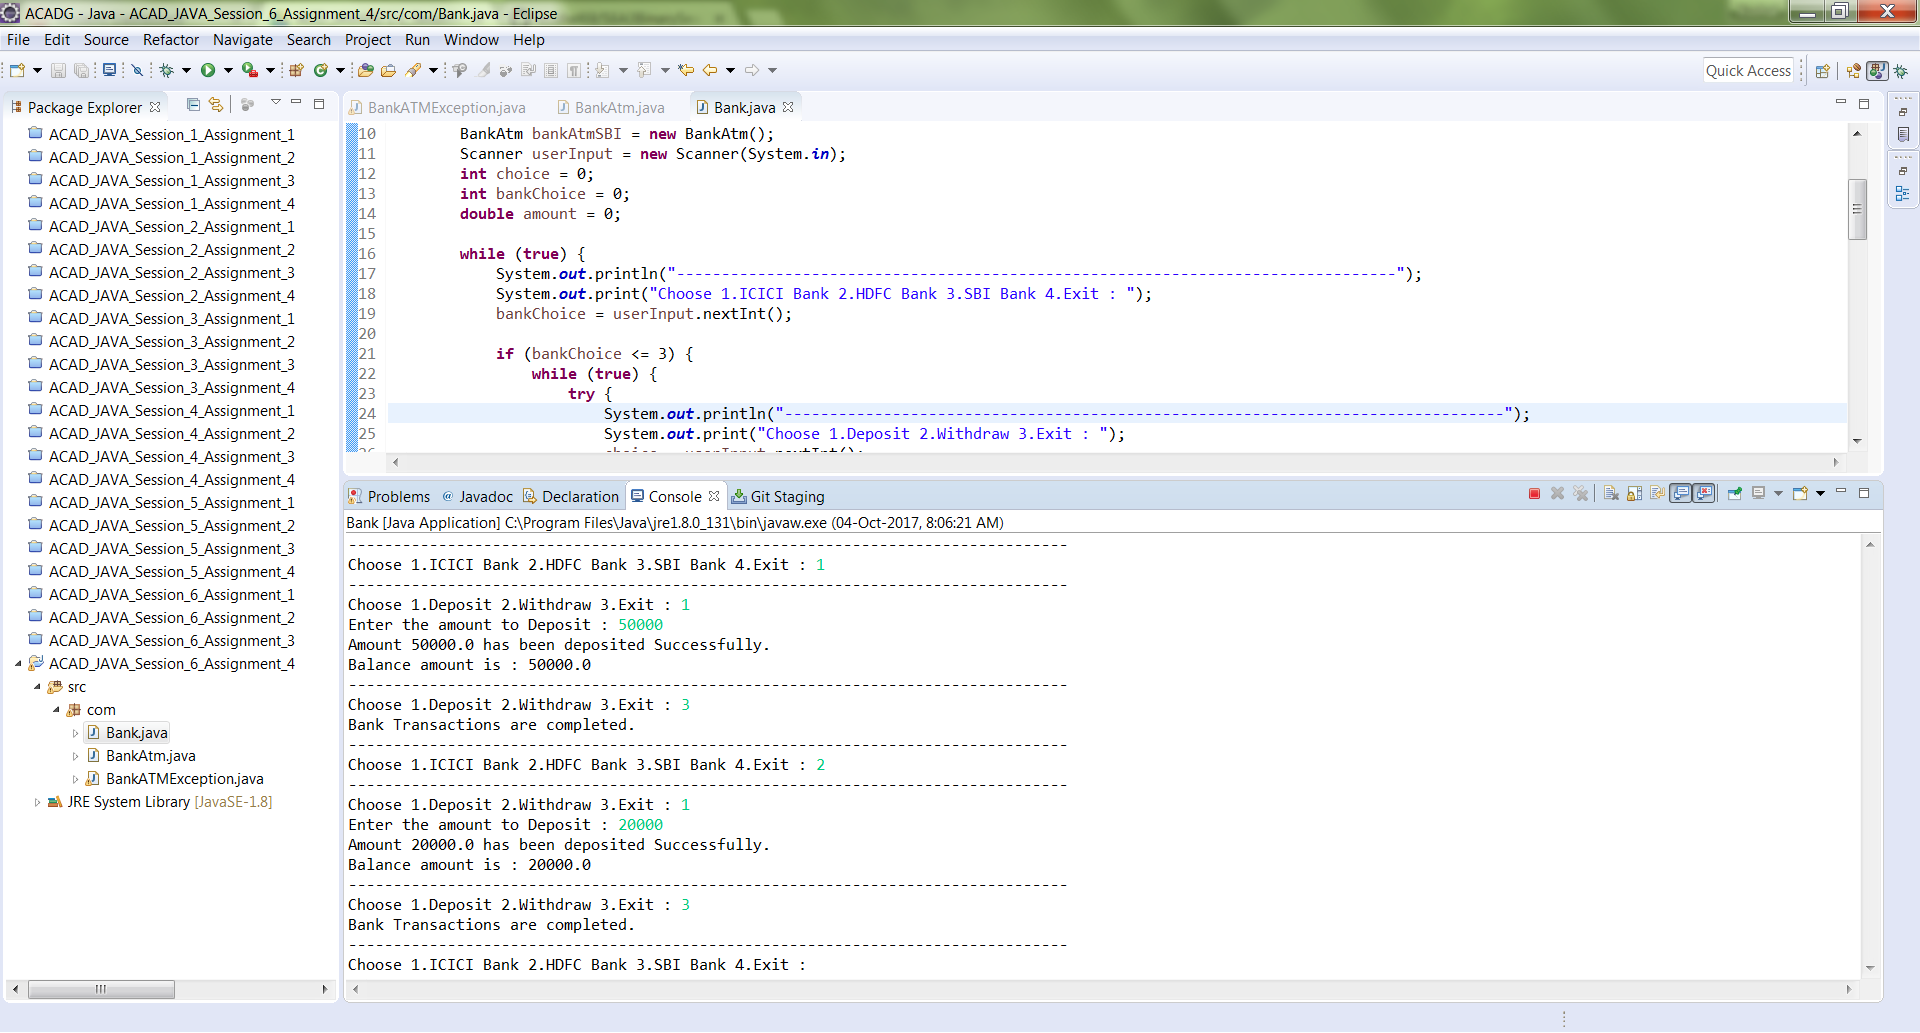 ACADG - Java - ACAD_JAVA_Session_6_Assignment_4/src/com/Bank.java - Eclipse
File Edit Source Refactor Navigate Search Project Run Window Help
Quick Access
Package Explorer
ACAD_JAVA_Session_1_Assignment_1
ACAD_JAVA_Session_1_Assignment_2
ACAD_JAVA_Session_1_Assignment_3
ACAD_JAVA_Session_1_Assignment_4
ACAD_JAVA_Session_2_Assignment_1
ACAD_JAVA_Session_2_Assignment_2
ACAD_JAVA_Session_2_Assignment_3
ACAD_JAVA_Session_2_Assignment_4
ACAD_JAVA_Session_3_Assignment_1
ACAD_JAVA_Session_3_Assignment_2
ACAD_JAVA_Session_3_Assignment_3
ACAD_JAVA_Session_3_Assignment_4
ACAD_JAVA_Session_4_Assignment_1
ACAD_JAVA_Session_4_Assignment_2
ACAD_JAVA_Session_4_Assignment_3
ACAD_JAVA_Session_4_Assignment_4
ACAD_JAVA_Session_5_Assignment_1
ACAD_JAVA_Session_5_Assignment_2
ACAD_JAVA_Session_5_Assignment_3
ACAD_JAVA_Session_5_Assignment_4
ACAD_JAVA_Session_6_Assignment_1
ACAD_JAVA_Session_6_Assignment_2
ACAD_JAVA_Session_6_Assignment_3
ACAD_JAVA_Session_6_Assignment_4
src
com
Bank.java
BankAtm.java
BankATMException.java
JRE System Library [JavaSE-1.8]
BankATMException.java BankAtm.java Bank.java
10 BankAtm bankAtmSBI = new BankAtm();
11 Scanner userInput = new Scanner(System.in);
12 int choice = 0;
13 int bankChoice = 0;
14 double amount = 0;
15
16 while (true) {
17 System.out.println("--------------------------------------------------------------------------------");
18 System.out.print("Choose 1.ICICI Bank 2.HDFC Bank 3.SBI Bank 4.Exit : ");
19 bankChoice = userInput.nextInt();
20
21 if (bankChoice <= 3) {
22 while (true) {
23 try {
24 System.out.println("--------------------------------------------------------------------------------");
25 System.out.print("Choose 1.Deposit 2.Withdraw 3.Exit : ");
26 choice = userInput.nextInt();
Problems Javadoc Declaration Console Git Staging
Bank [Java Application] C:\Program Files\Java\jre1.8.0_131\bin\javaw.exe (04-Oct-2017, 8:06:21 AM)
--------------------------------------------------------------------------------
Choose 1.ICICI Bank 2.HDFC Bank 3.SBI Bank 4.Exit : 1
--------------------------------------------------------------------------------
Choose 1.Deposit 2.Withdraw 3.Exit : 1
Enter the amount to Deposit : 50000
Amount 50000.0 has been deposited Successfully.
Balance amount is : 50000.0
--------------------------------------------------------------------------------
Choose 1.Deposit 2.Withdraw 3.Exit : 3
Bank Transactions are completed.
--------------------------------------------------------------------------------
Choose 1.ICICI Bank 2.HDFC Bank 3.SBI Bank 4.Exit : 2
--------------------------------------------------------------------------------
Choose 1.Deposit 2.Withdraw 3.Exit : 1
Enter the amount to Deposit : 20000
Amount 20000.0 has been deposited Successfully.
Balance amount is : 20000.0
--------------------------------------------------------------------------------
Choose 1.Deposit 2.Withdraw 3.Exit : 3
Bank Transactions are completed.
--------------------------------------------------------------------------------
Choose 1.ICICI Bank 2.HDFC Bank 3.SBI Bank 4.Exit :